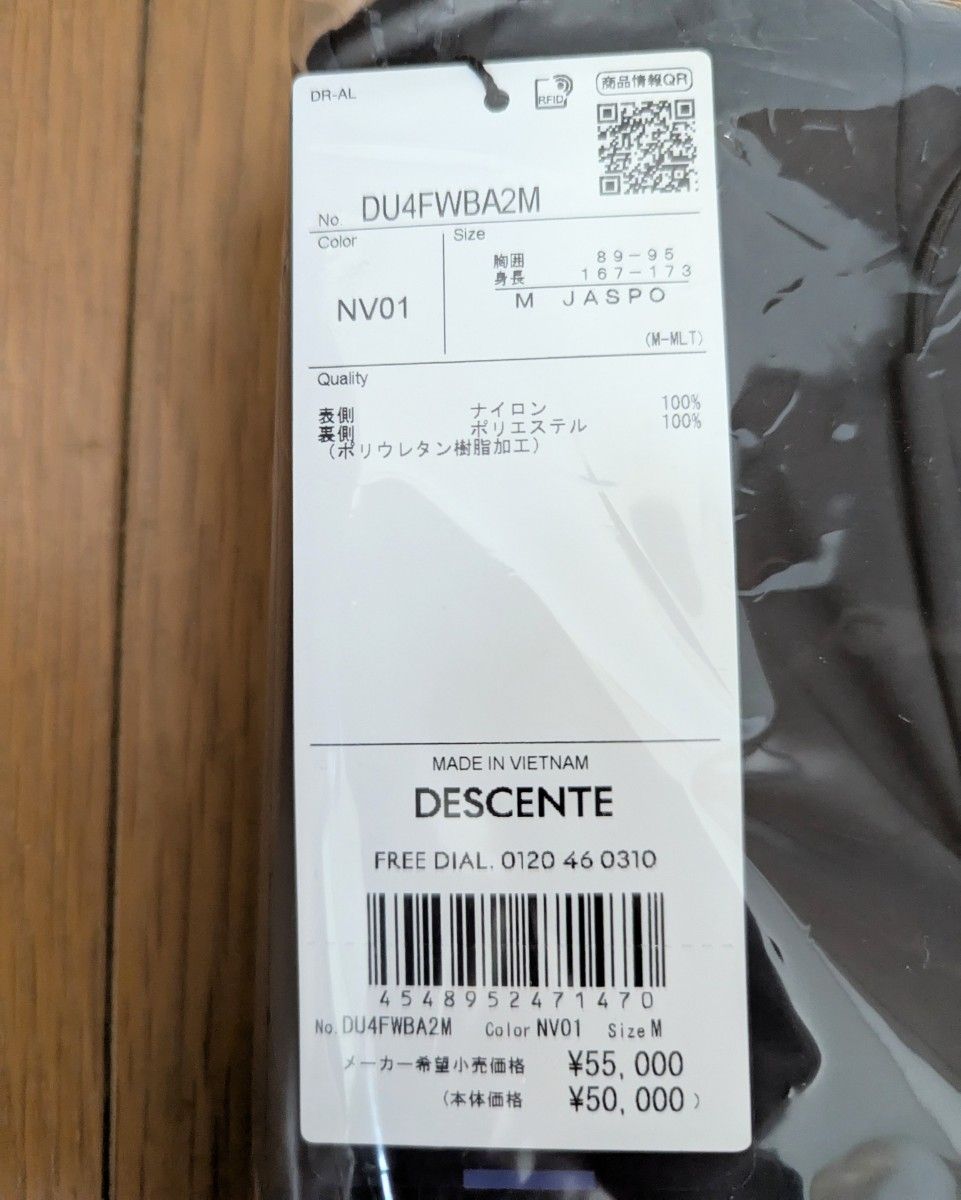 DR-AL
RFID
商品情報QR
No. DU4FWBA2M
Color
Size
胸囲 89-95
身長 167-173
NV01
M JASPO
(M-MLT)
Quality
表側 ナイロン 100%
裏側 ポリエステル 100%
(ポリウレタン樹脂加工)
MADE IN VIETNAM
DESCENTE
FREE DIAL. 0120 46 0310
4548952471470
No. DU4FWBA2M Color NV01 Size M
メーカー希望小売価格 ¥55,000
(本体価格 ¥50,000)